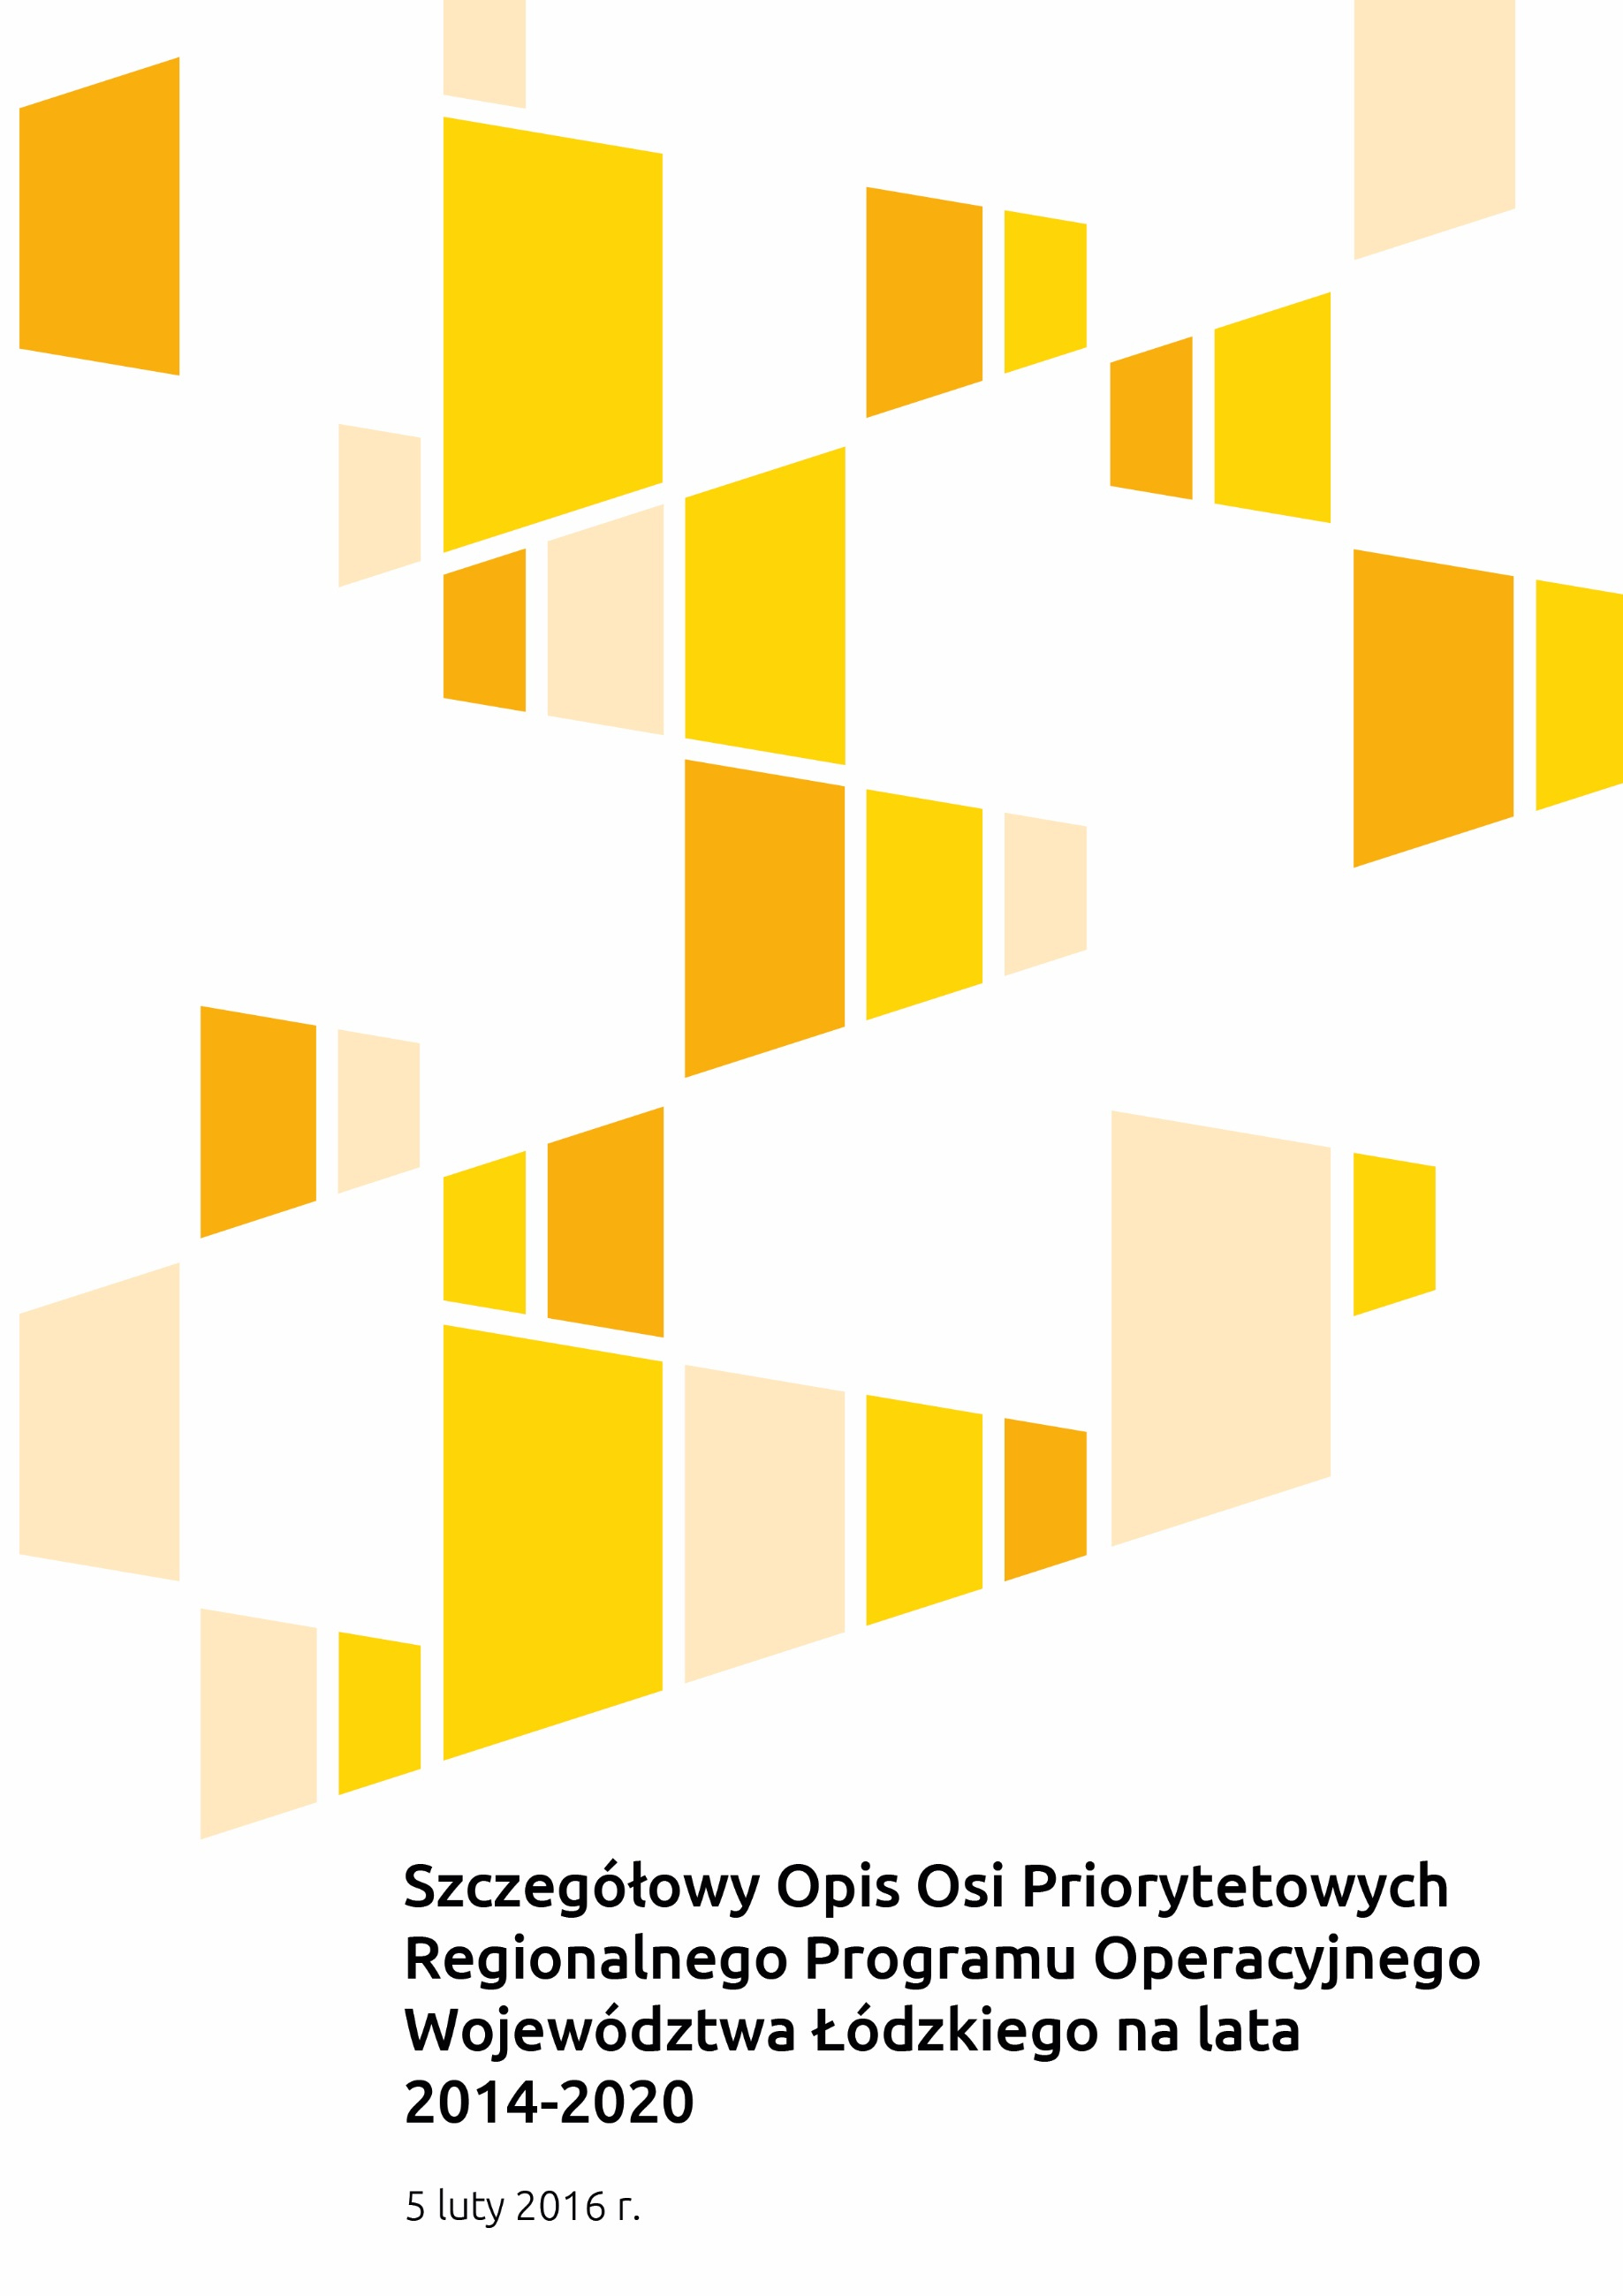 Szczegółowy Opis Osi Priorytetowych
Regionalnego Programu Operacyjnego
Województwa Łódzkiego na lata
2014-2020
5 luty 2016 r.